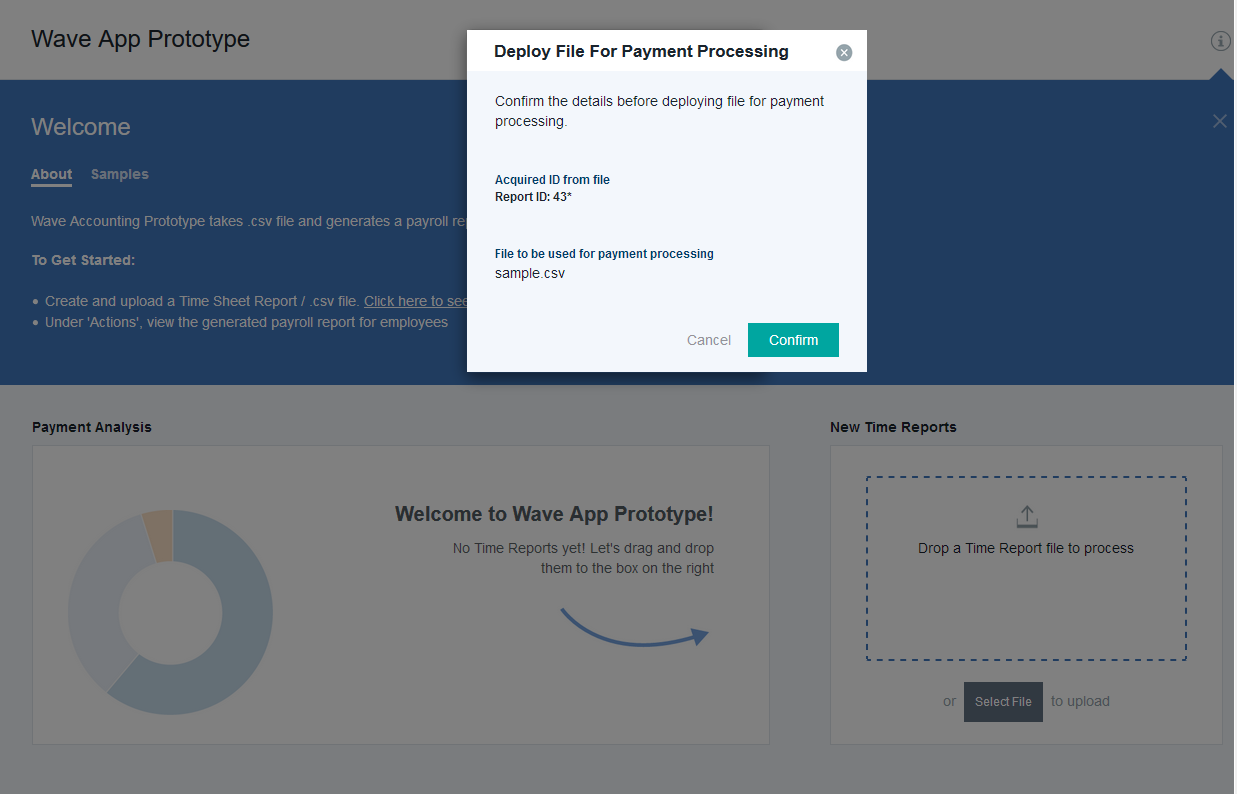 Wave App Prototype
Deploy File For Payment Processing
Confirm the details before deploying file for payment
processing.
Acquired ID from file
Report ID: 43*
File to be used for payment processing
sample.csv
Cancel
Confirm
Welcome
About Samples
Wave Accounting Prototype takes .csv file and generates a payroll
To Get Started:
Create and upload a Time Sheet Report / .csv file. Click here to see
Under 'Actions', view the generated payroll report for employees
Payment Analysis
Welcome to Wave App Prototype!
No Time Reports yet! Let's drag and drop
them to the box on the right
New Time Reports
Drop a Time Report file to process
or Select File to upload